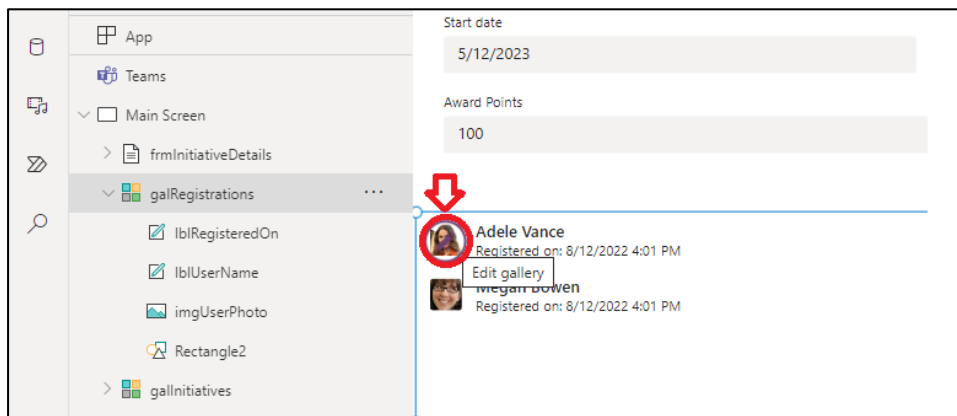 App
Teams
Main Screen
frmInitiativeDetails
galRegistrations
lblRegisteredOn
lblUserName
imgUserPhoto
Rectangle2
galInitiatives
Start date
5/12/2023
Award Points
100
Adele Vance
Registered on: 8/12/2022 4:01 PM
Edit gallery
Megan Bowen
Registered on: 8/12/2022 4:01 PM